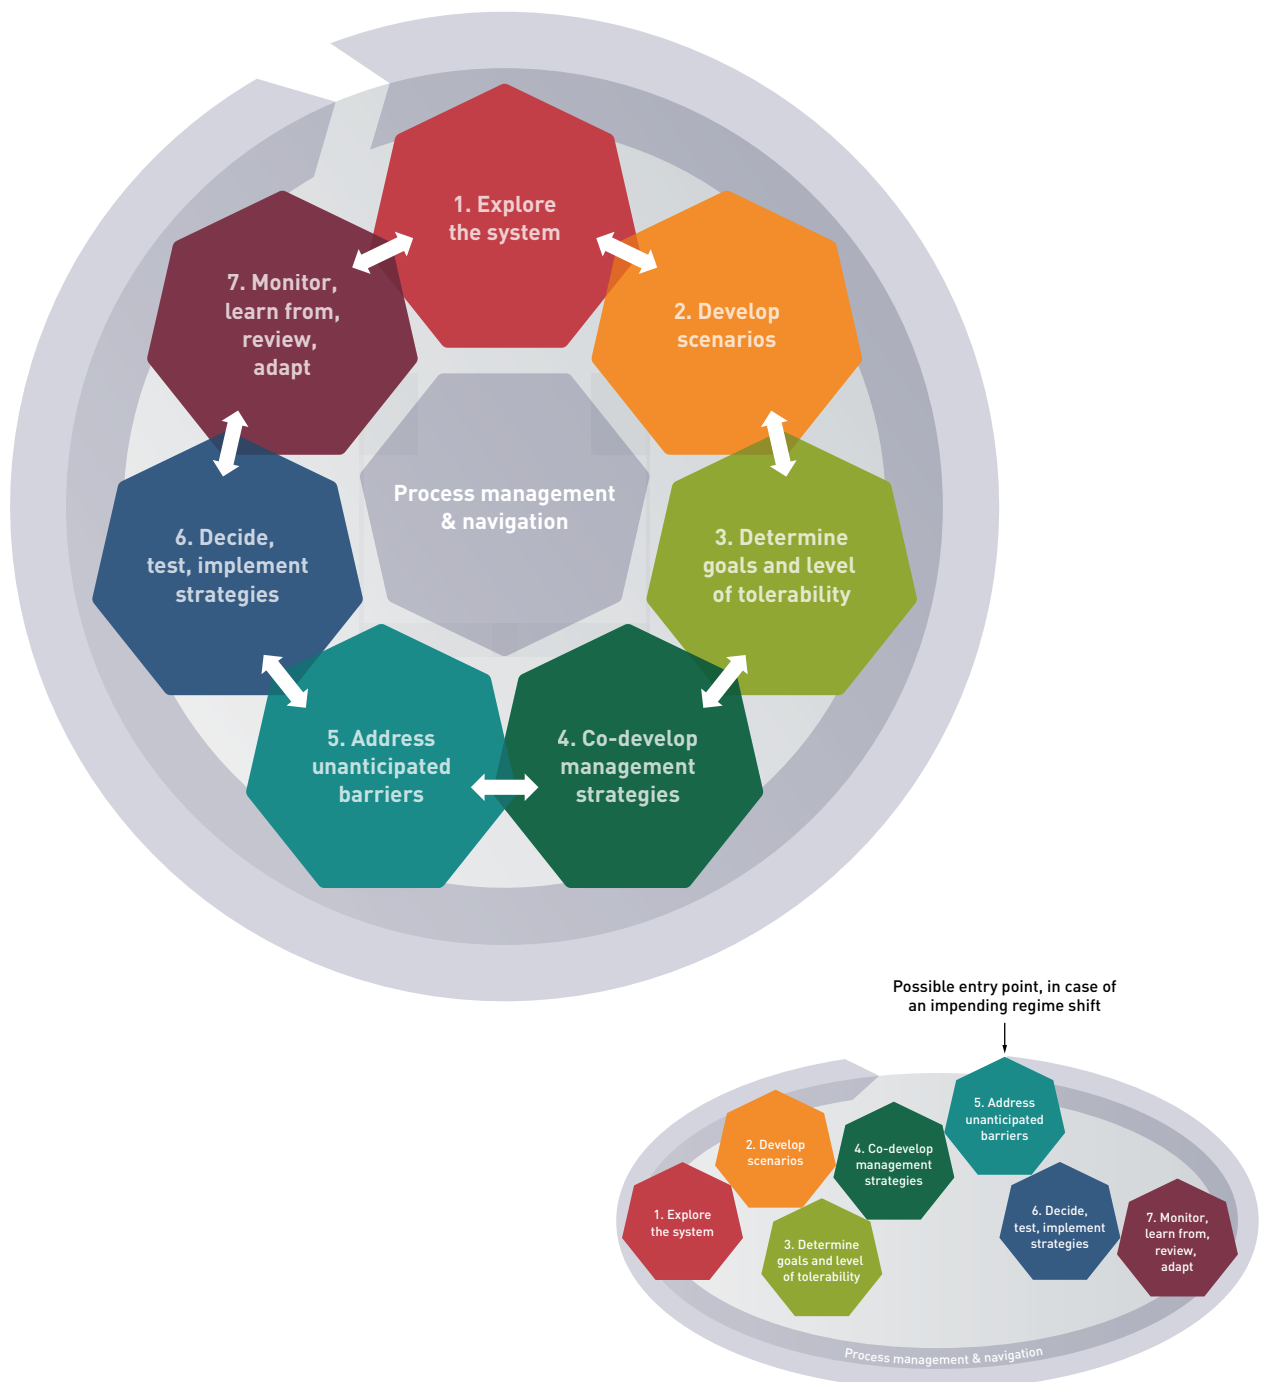 1. Explore
the system
2. Develop
scenarios
3. Determine
goals and level
of tolerability
4. Co-develop
management
strategies
5. Address
unanticipated
barriers
6. Decide,
test, implement
strategies
7. Monitor,
learn from,
review,
adapt
Process management
& navigation
Possible entry point, in case of
an impending regime shift
1. Explore
the system
2. Develop
scenarios
3. Determine
goals and level
of tolerability
4. Co-develop
management
strategies
5. Address
unanticipated
barriers
6. Decide,
test, implement
strategies
7. Monitor,
learn from,
review,
adapt
Process management & navigation